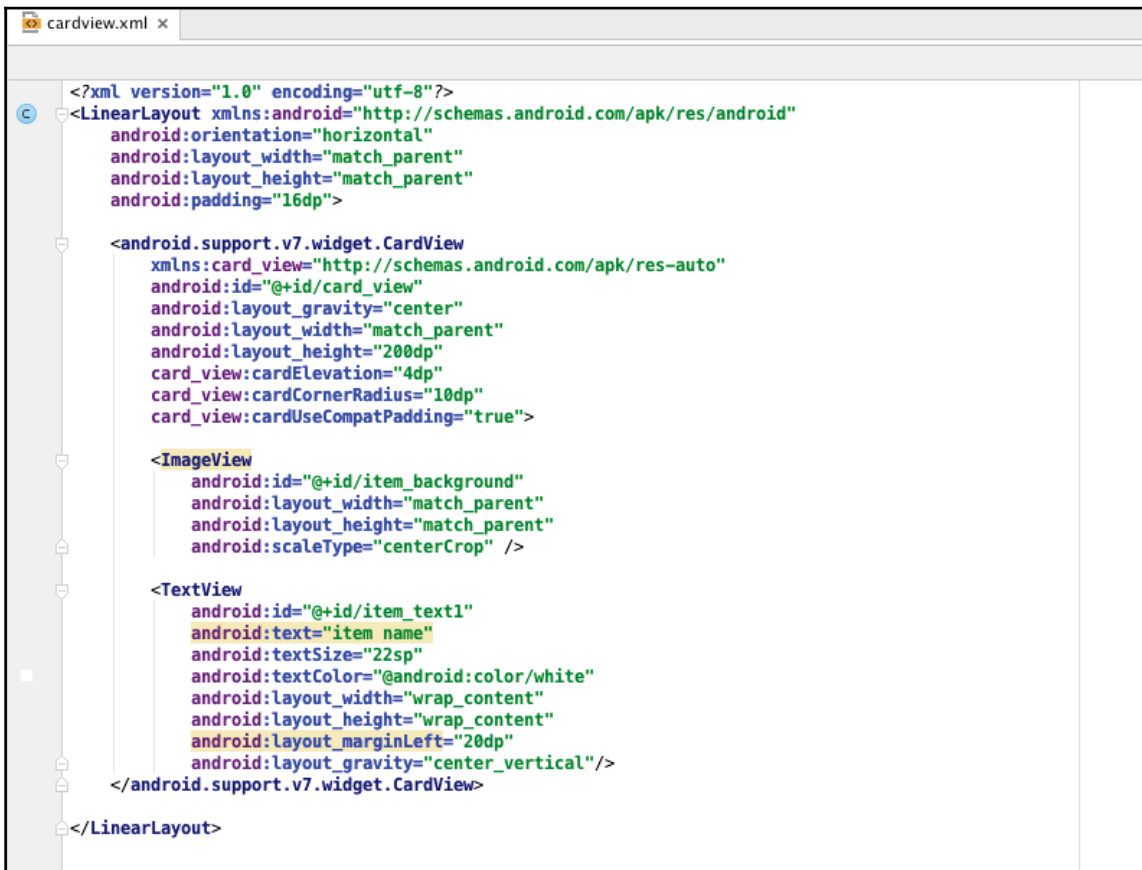 cardview.xml ×
<?xml version="1.0" encoding="utf-8"?>
C
<LinearLayout xmlns:android="http://schemas.android.com/apk/res/android"
    android:orientation="horizontal"
    android:layout_width="match_parent"
    android:layout_height="match_parent"
    android:padding="16dp">

    <android.support.v7.widget.CardView
        xmlns:card_view="http://schemas.android.com/apk/res-auto"
        android:id="@+id/card_view"
        android:layout_gravity="center"
        android:layout_width="match_parent"
        android:layout_height="200dp"
        card_view:cardElevation="4dp"
        card_view:cardCornerRadius="10dp"
        card_view:cardUseCompatPadding="true">

        <ImageView
            android:id="@+id/item_background"
            android:layout_width="match_parent"
            android:layout_height="match_parent"
            android:scaleType="centerCrop" />

        <TextView
            android:id="@+id/item_text1"
            android:text="item name"
            android:textSize="22sp"
            android:textColor="@android:color/white"
            android:layout_width="wrap_content"
            android:layout_height="wrap_content"
            android:layout_marginLeft="20dp"
            android:layout_gravity="center_vertical"/>
    </android.support.v7.widget.CardView>

</LinearLayout>